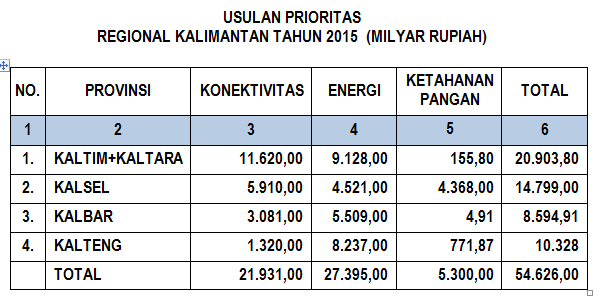 USULAN PRIORITAS
REGIONAL KALIMANTAN TAHUN 2015 (MILYAR RUPIAH)
NO. PROVINSI KONEKTIVITAS ENERGI KETAHANAN PANGAN TOTAL
1 2 3 4 5 6
1. KALTIM+KALTARA 11.620,00 9.128,00 155,80 20.903,80
2. KALSEL 5.910,00 4.521,00 4.368,00 14.799,00
3. KALBAR 3.081,00 5.509,00 4,91 8.594,91
4. KALTENG 1.320,00 8.237,00 771,87 10.328
TOTAL 21.931,00 27.395,00 5.300,00 54.626,00